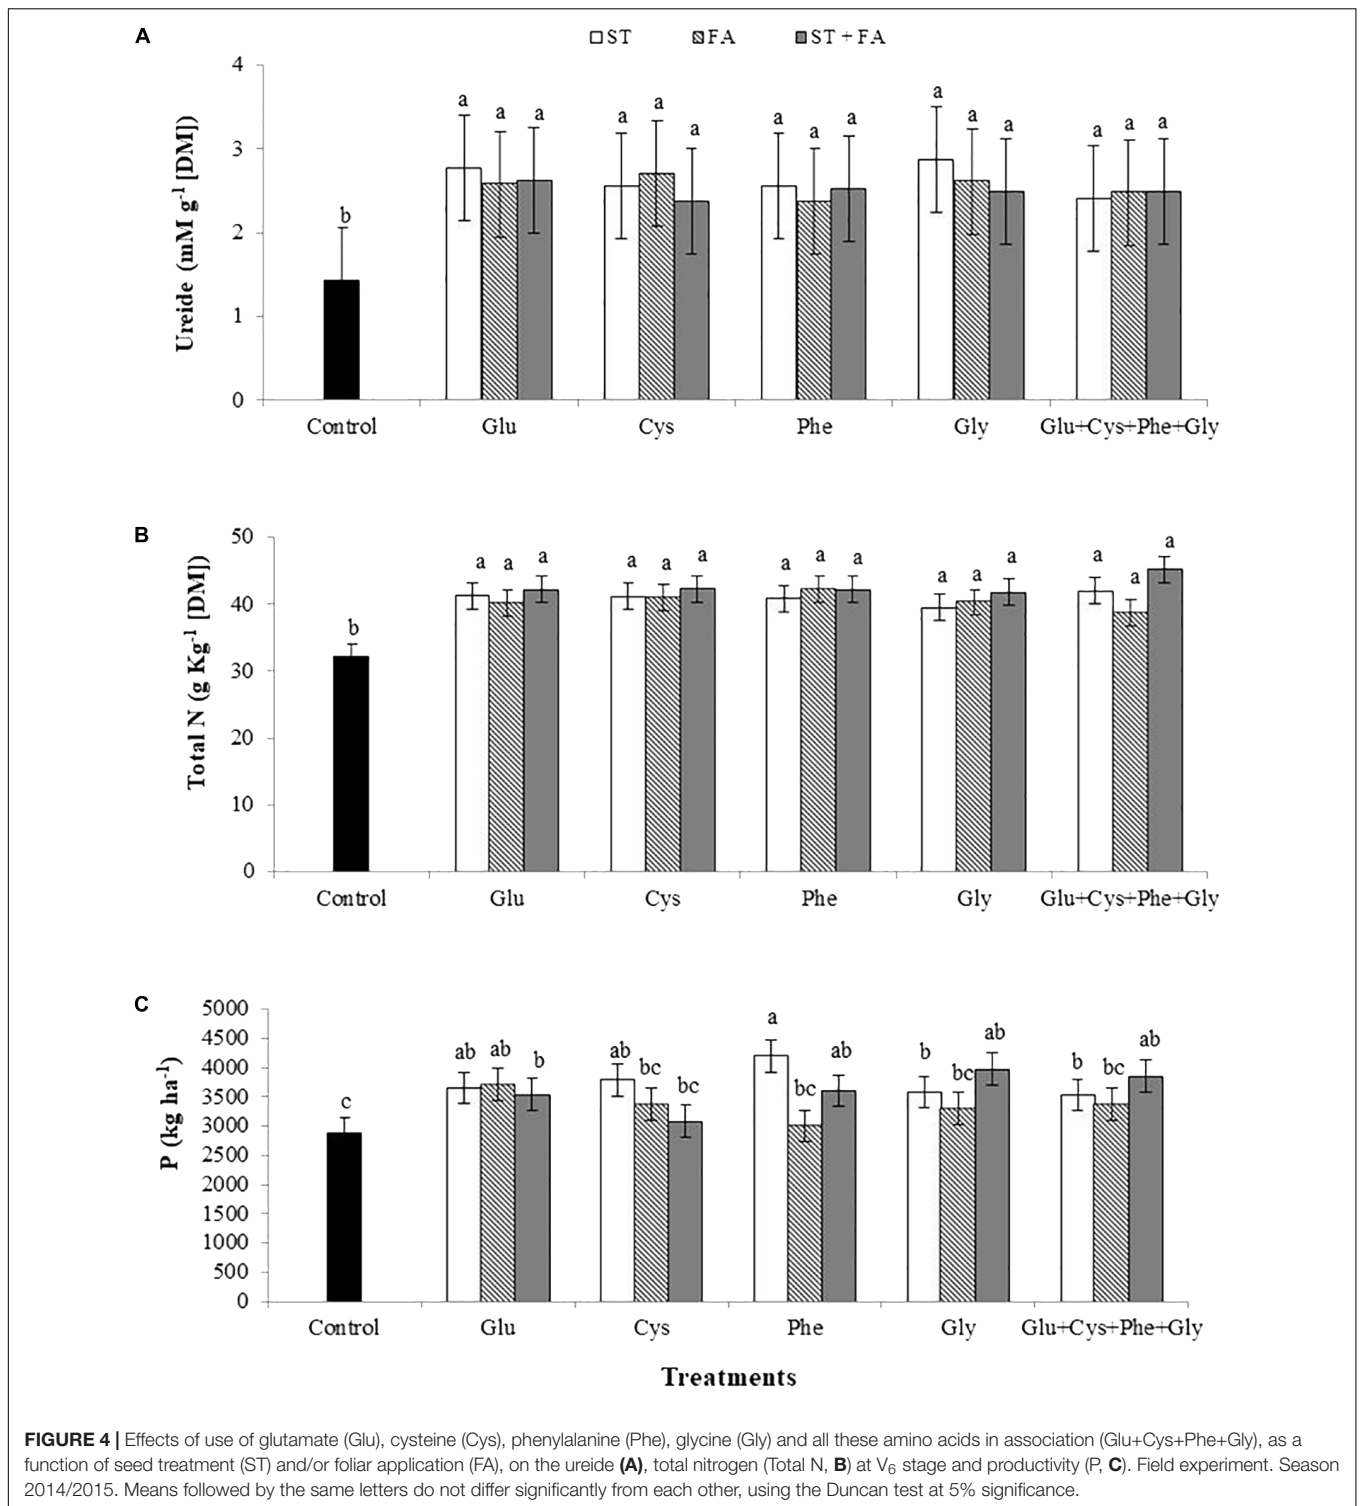 A
ST FA ST + FA
Ureide (mM g-1 [DM])
4
3
2
1
0
b
a a a
a a a
a a a
a a a
a a a
Control Glu Cys Phe Gly Glu+Cys+Phe+Gly
B
Total N (g Kg-1 [DM])
50
40
30
20
10
0
b
a a a
a a a
a a a
a a a
a a a
Control Glu Cys Phe Gly Glu+Cys+Phe+Gly
C
P (kg ha-1)
5000
4500
4000
3500
3000
2500
2000
1500
1000
500
0
c
ab ab b
ab bc bc
a bc ab
b bc ab
b bc ab
Control Glu Cys Phe Gly Glu+Cys+Phe+Gly
Treatments
FIGURE 4 | Effects of use of glutamate (Glu), cysteine (Cys), phenylalanine (Phe), glycine (Gly) and all these amino acids in association (Glu+Cys+Phe+Gly), as a
function of seed treatment (ST) and/or foliar application (FA), on the ureide (A), total nitrogen (Total N, B) at V6 stage and productivity (P, C). Field experiment. Season
2014/2015. Means followed by the same letters do not differ significantly from each other, using the Duncan test at 5% significance.